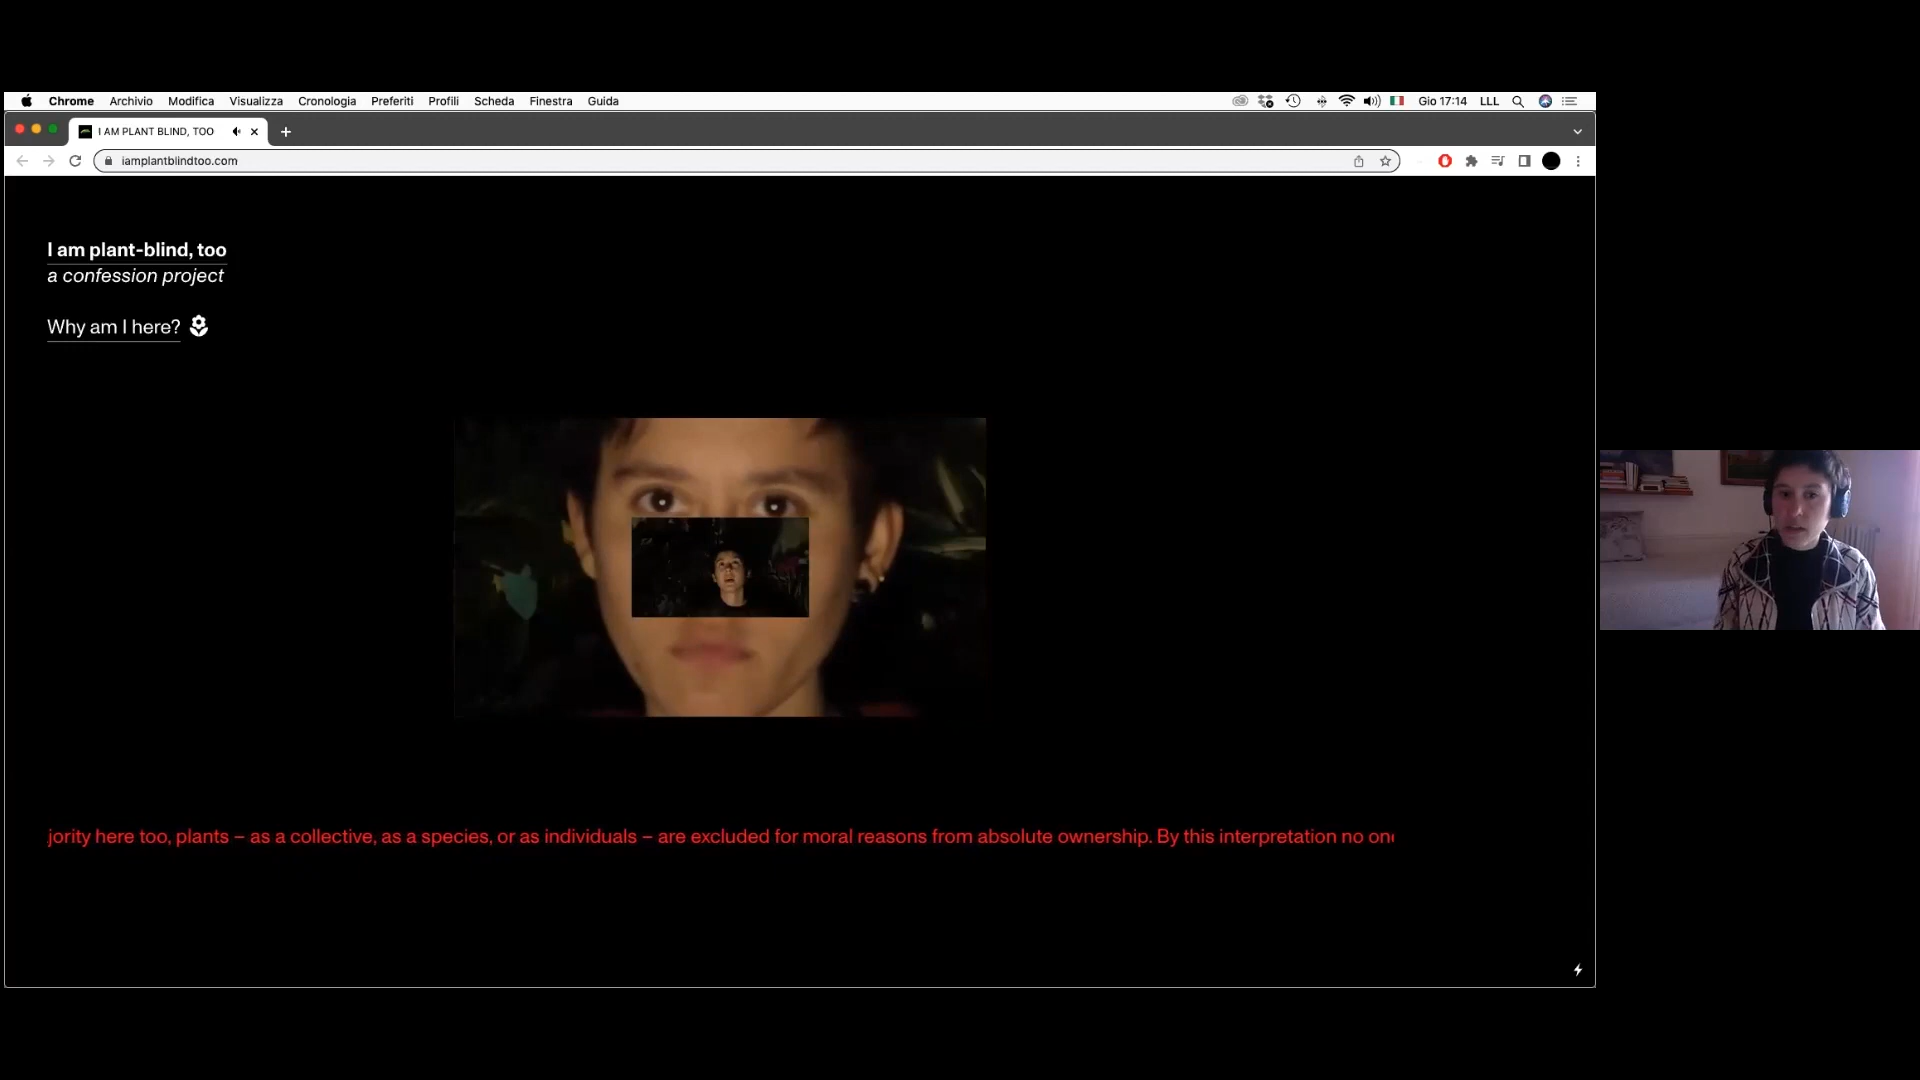 Chrome Archivio Modifica Visualizza Cronologia Preferiti Profili Scheda Finestra Guida Gio 17:14 LLL
I AM PLANT BLIND, TOO
iamplantblindtoo.com
I am plant-blind, too
a confession project
Why am I here?
jority here too, plants – as a collective, as a species, or as individuals – are excluded for moral reasons from absolute ownership. By this interpretation no one